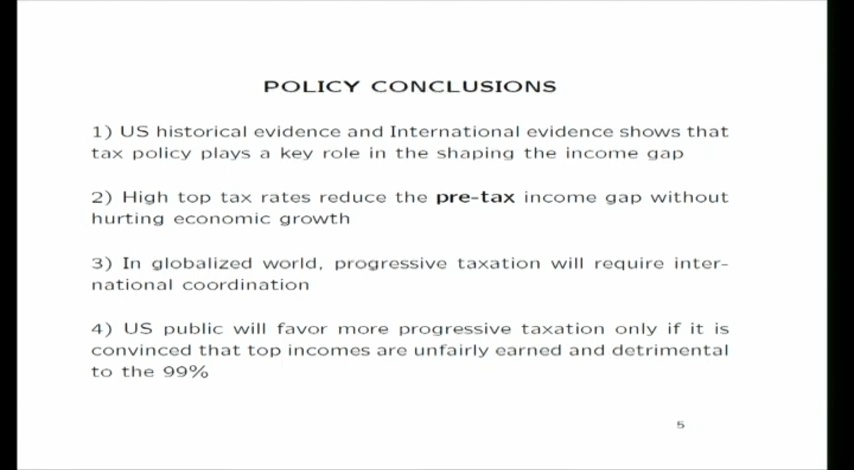 POLICY CONCLUSIONS
1) US historical evidence and International evidence shows that
tax policy plays a key role in the shaping the income gap
2) High top tax rates reduce the pre-tax income gap without
hurting economic growth
3) In globalized world, progressive taxation will require inter-
national coordination
4) US public will favor more progressive taxation only if it is
convinced that top incomes are unfairly earned and detrimental
to the 99%
5